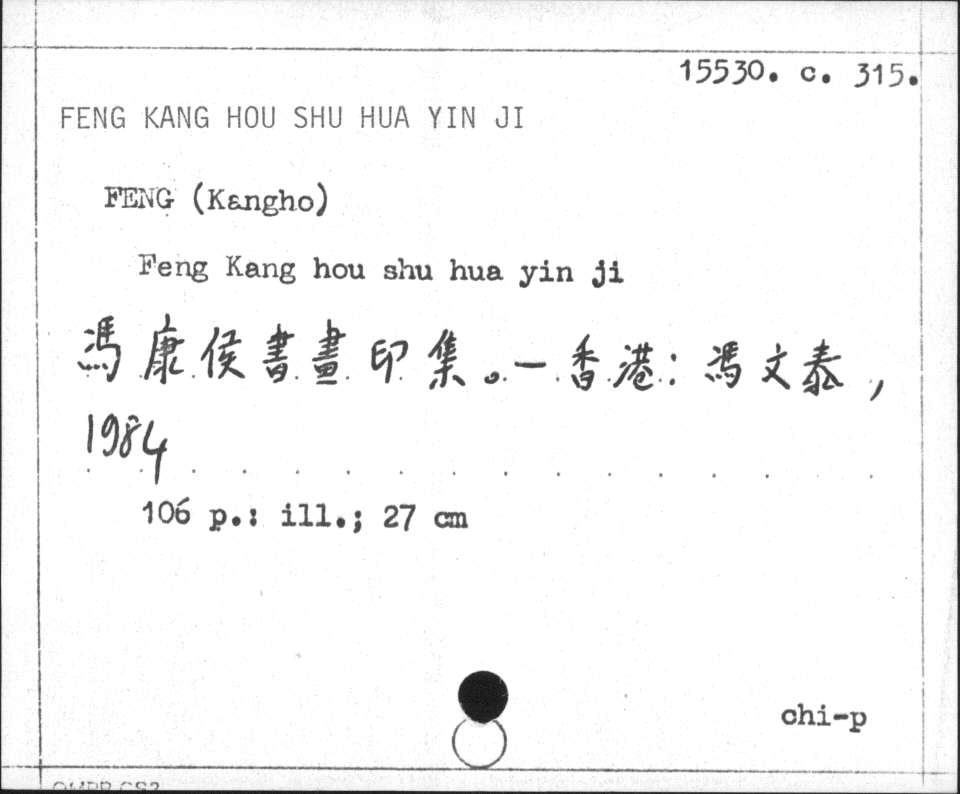 15530. c. 315.
FENG KANG HOU SHU HUA YIN JI
FENG (Kangho)
Feng Kang hou shu hua yin ji
馮康侯書畫印集。— 香港: 馮文泰,
1984
106 p.: ill.; 27 cm
chi-p